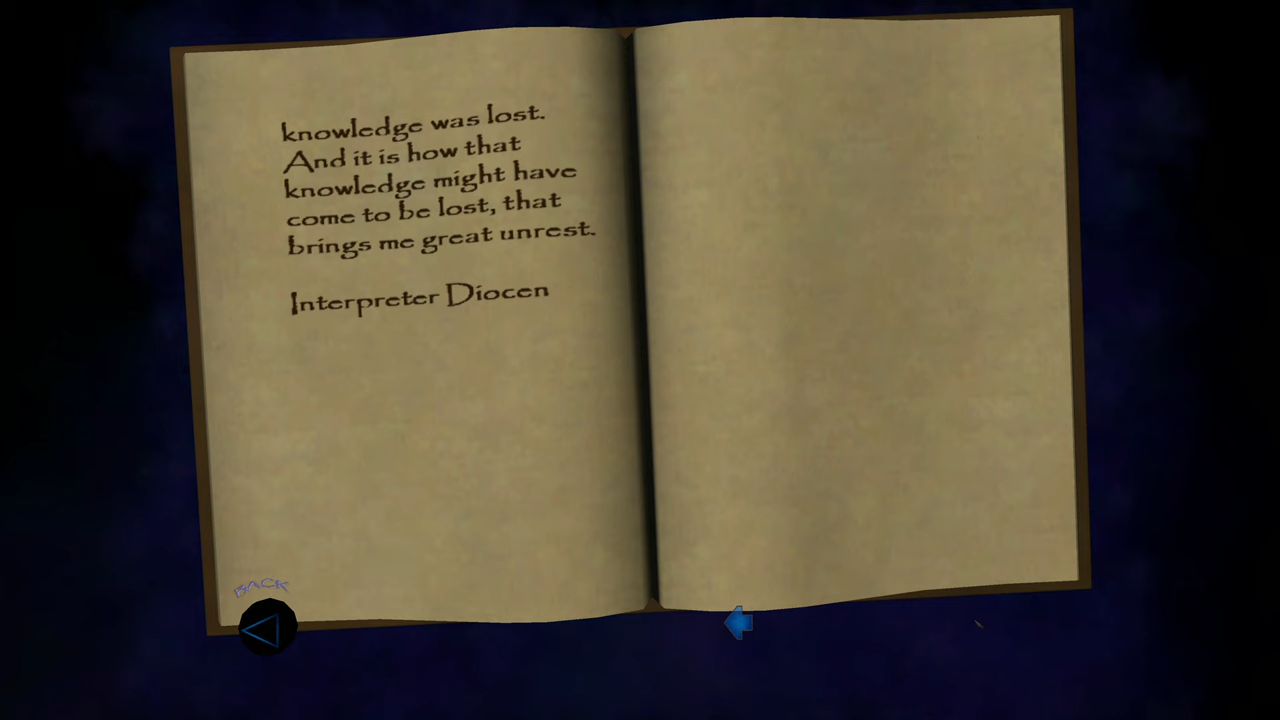 knowledge was lost.
And it is how that
knowledge might have
come to be lost, that
brings me great unrest.
Interpreter Diocen
BACK